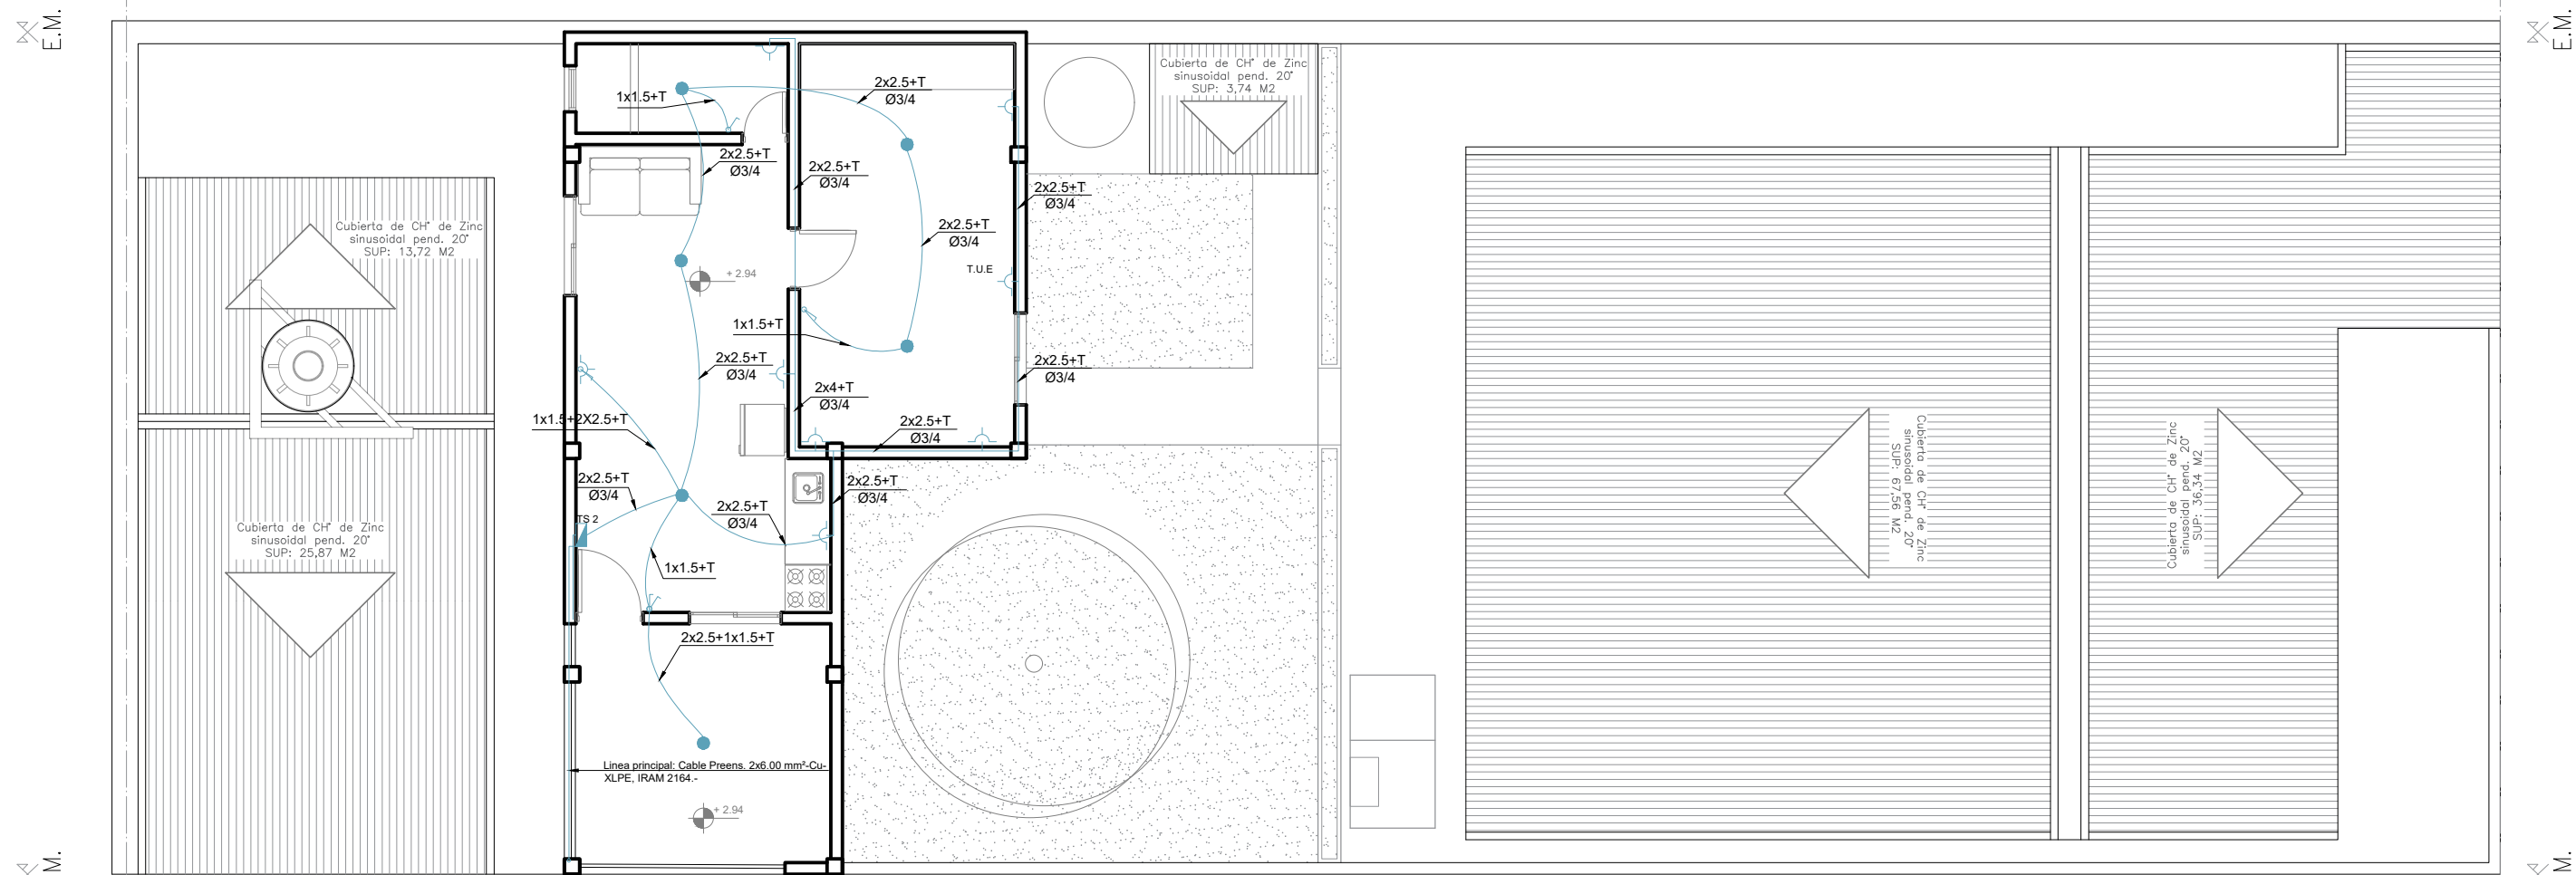 E.M.
E.M.
Cubierta de CH° de Zinc
sinusoidal pend. 20°
SUP: 3,74 M2
2x2.5+T
Ø3/4
1x1.5+T
2x2.5+T
Ø3/4
2x2.5+T
Ø3/4
2x2.5+T
Ø3/4
Cubierta de CH° de Zinc
sinusoidal pend. 20°
SUP: 13,72 M2
2x2.5+T
Ø3/4
T.U.E
+ 2.94
1x1.5+T
2x2.5+T
Ø3/4
2x2.5+T
Ø3/4
2x4+T
Ø3/4
1x1.5+2X2.5+T
2x2.5+T
Ø3/4
2x2.5+T
Ø3/4
2x2.5+T
Ø3/4
2x2.5+T
Ø3/4
TS 2
Cubierta de CH° de Zinc
sinusoidal pend. 20°
SUP: 25,87 M2
Cubierta de CH° de Zinc
sinusoidal pend. 20°
SUP: 67,56 M2
Cubierta de CH° de Zinc
sinusoidal pend. 20°
SUP: 36,34 M2
1x1.5+T
2x2.5+1x1.5+T
Linea principal: Cable Preens. 2x6.00 mm²-Cu-
XLPE, IRAM 2164.-
+ 2.94
M.
M.